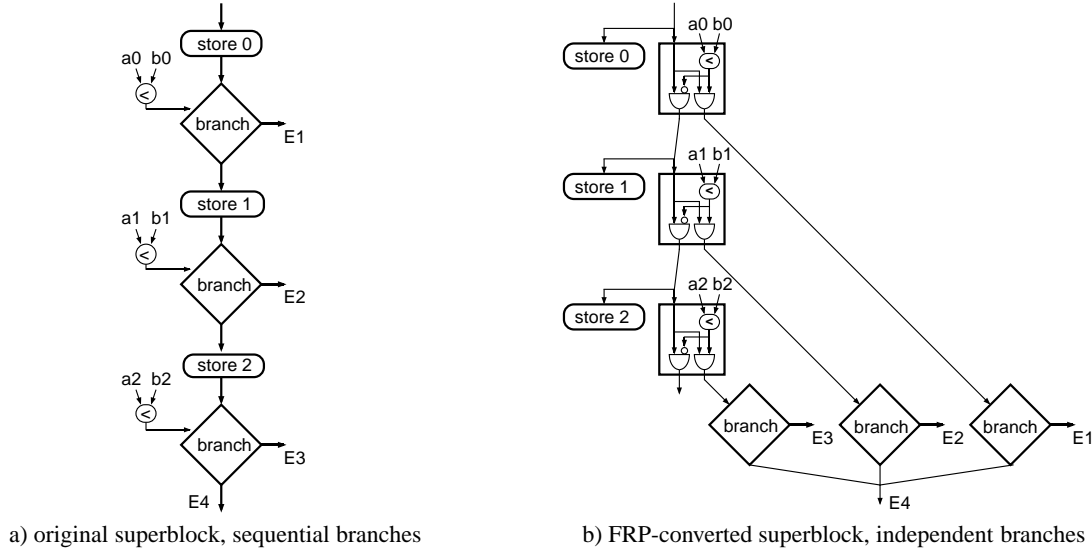 store 0
a0 b0
<
branch
E1
store 1
a1 b1
<
branch
E2
store 2
a2 b2
<
branch
E3
E4
a) original superblock, sequential branches
a0 b0
store 0
<
a1 b1
store 1
<
a2 b2
store 2
<
branch
E3
branch
E2
branch
E1
E4
b) FRP-converted superblock, independent branches